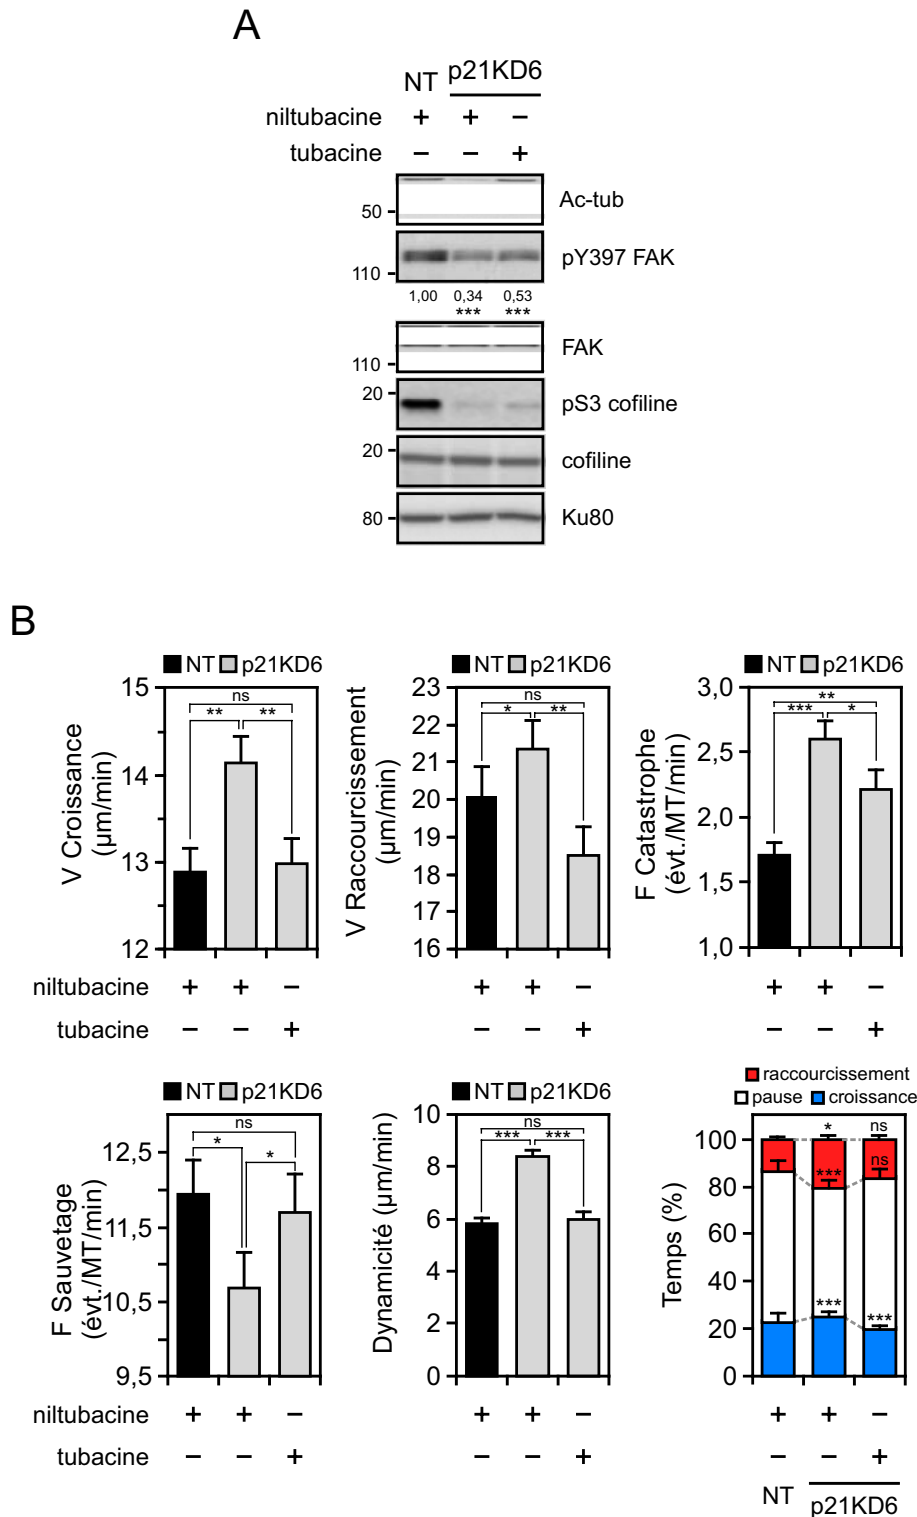 A
NT p21KD6
niltubacine + + −
tubacine − − +
50 Ac-tub
110 pY397 FAK
1,00 0,34 0,53
*** ***
110 FAK
20 pS3 cofiline
20 cofiline
80 Ku80
B
NT p21KD6
V Croissance
(µm/min)
15
14
13
12
ns
** **
NT p21KD6
V Raccourcissement
(µm/min)
23
22
21
20
19
18
17
16
ns
* **
NT p21KD6
F Catastrophe
(évt./MT/min)
3,0
2,5
2,0
1,5
1,0
**
*** *
niltubacine + + − + + − + + −
tubacine − − + − − + − − +
NT p21KD6
F Sauvetage
(évt./MT/min)
12,5
11,5
10,5
9,5
ns
* *
NT p21KD6
Dynamicité (µm/min)
10
8
6
4
2
0
ns
*** ***
raccourcissement
pause croissance
Temps (%)
100
80
60
40
20
0
* ns
*** ns
*** ***
niltubacine + + − + + − + + −
tubacine − − + − − + − − +
NT p21KD6